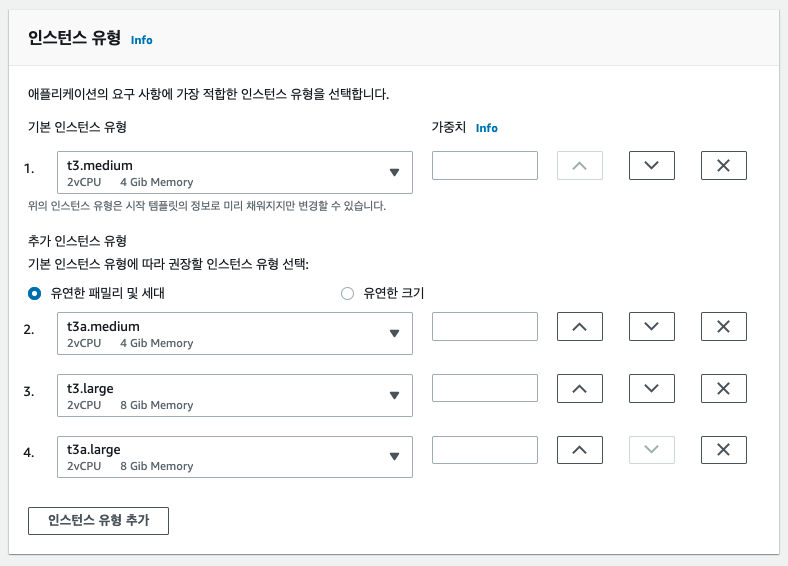 인스턴스 유형 Info
애플리케이션의 요구 사항에 가장 적합한 인스턴스 유형을 선택합니다.
기본 인스턴스 유형 가중치 Info
1. t3.medium
2vCPU 4 Gib Memory
위의 인스턴스 유형은 시작 템플릿의 정보로 미리 채워지지만 변경할 수 있습니다.
추가 인스턴스 유형
기본 인스턴스 유형에 따라 권장할 인스턴스 유형 선택:
유연한 패밀리 및 세대 유연한 크기
2. t3a.medium
2vCPU 4 Gib Memory
3. t3.large
2vCPU 8 Gib Memory
4. t3a.large
2vCPU 8 Gib Memory
인스턴스 유형 추가